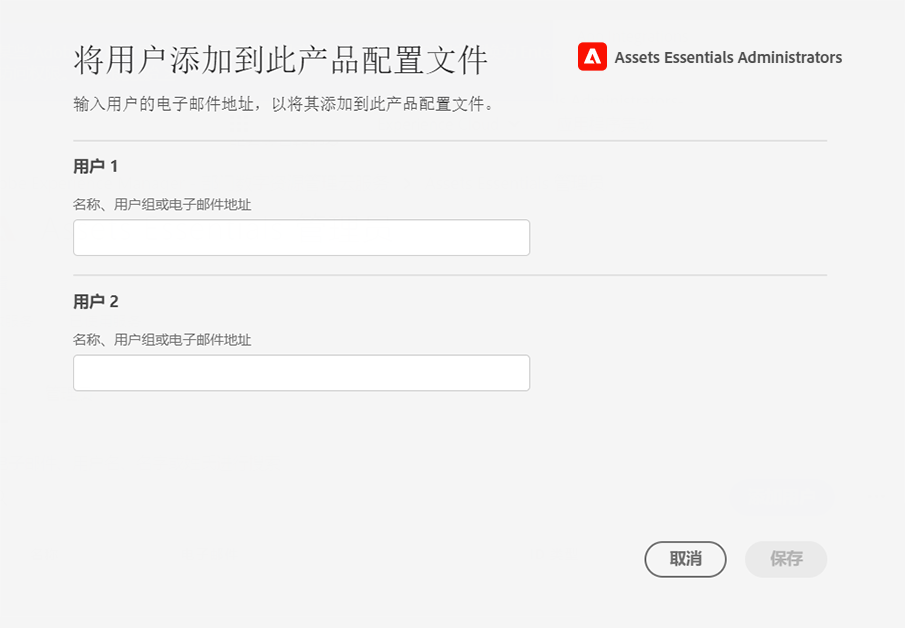 将用户添加到此产品配置文件
Assets Essentials Administrators
输入用户的电子邮件地址，以将其添加到此产品配置文件。
用户 1
名称、用户组或电子邮件地址
用户 2
名称、用户组或电子邮件地址
取消
保存